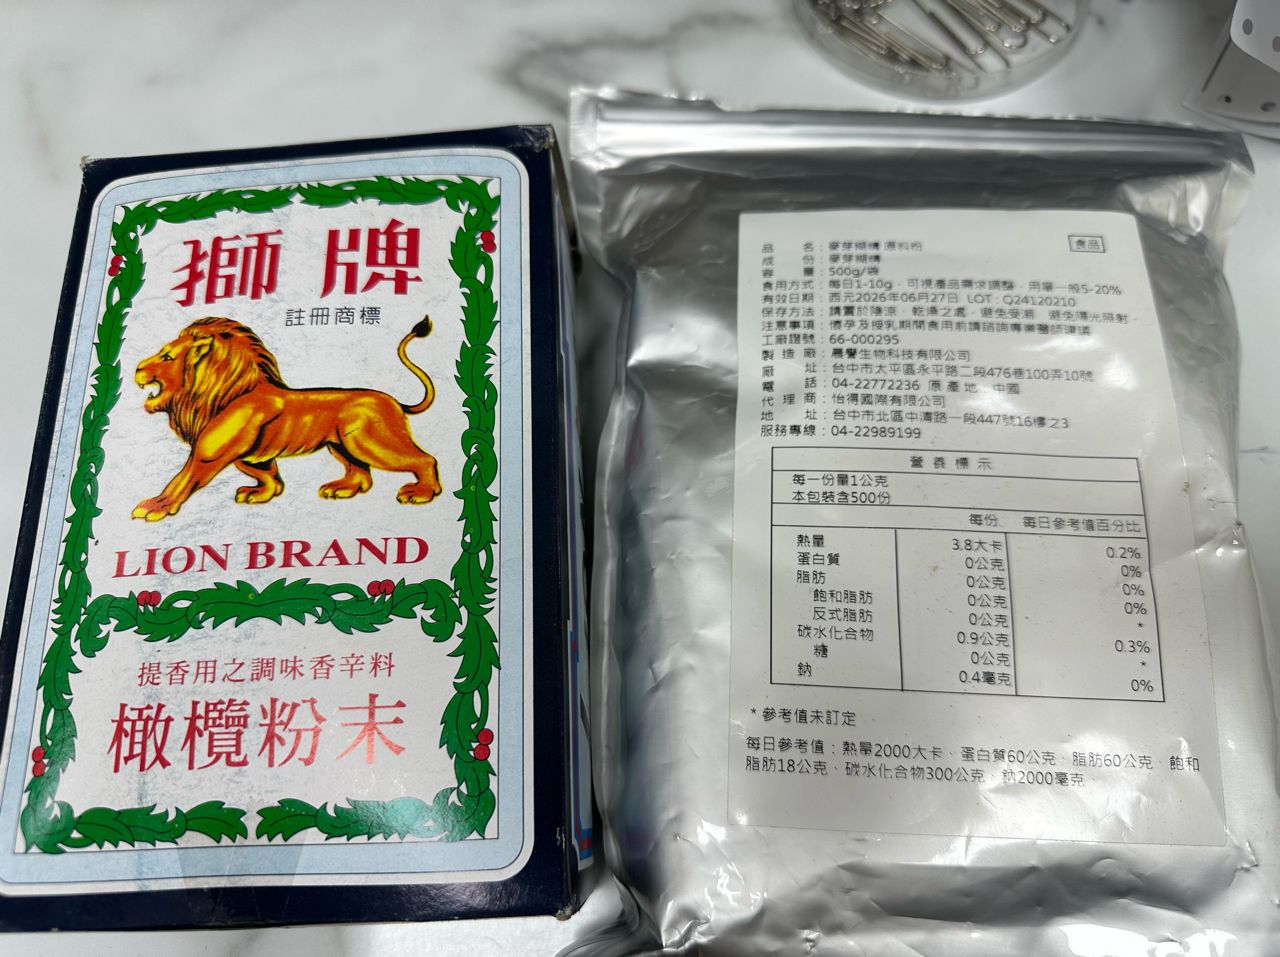 獅牌
註冊商標
LION BRAND
提香用之調味香辛料
橄欖粉末
食品
品名：麥芽糊精 原料粉
成份：麥芽糊精
容量：500g/袋
食用方式：每日1-10g，可視產品需求調整，用量一般5-20%
有效日期：西元2026年06月27日 LOT：Q24120210
保存方法：請置於陰涼、乾燥之處，避免受潮，避免陽光照射。
注意事項：懷孕及授乳期間食用前請諮詢專業醫師建議
工廠證號：66-000295
製造廠：晨譽生物科技有限公司
廠址：台中市太平區永平路二段476巷100弄10號
電話：04-22772236 原產地：中國
代理商：怡得國際有限公司
地址：台中市北區中清路一段447號16樓之3
服務專線：04-22989199
營養標示
每一份量1公克
本包裝含500份
每份 每日參考值百分比
熱量 3.8大卡 0.2%
蛋白質 0公克 0%
脂肪 0公克 0%
飽和脂肪 0公克 0%
反式脂肪 0公克 *
碳水化合物 0.9公克 0.3%
糖 0公克 *
鈉 0.4毫克 0%
* 參考值未訂定
每日參考值：熱量2000大卡、蛋白質60公克、脂肪60公克、飽和
脂肪18公克、碳水化合物300公克、鈉2000毫克